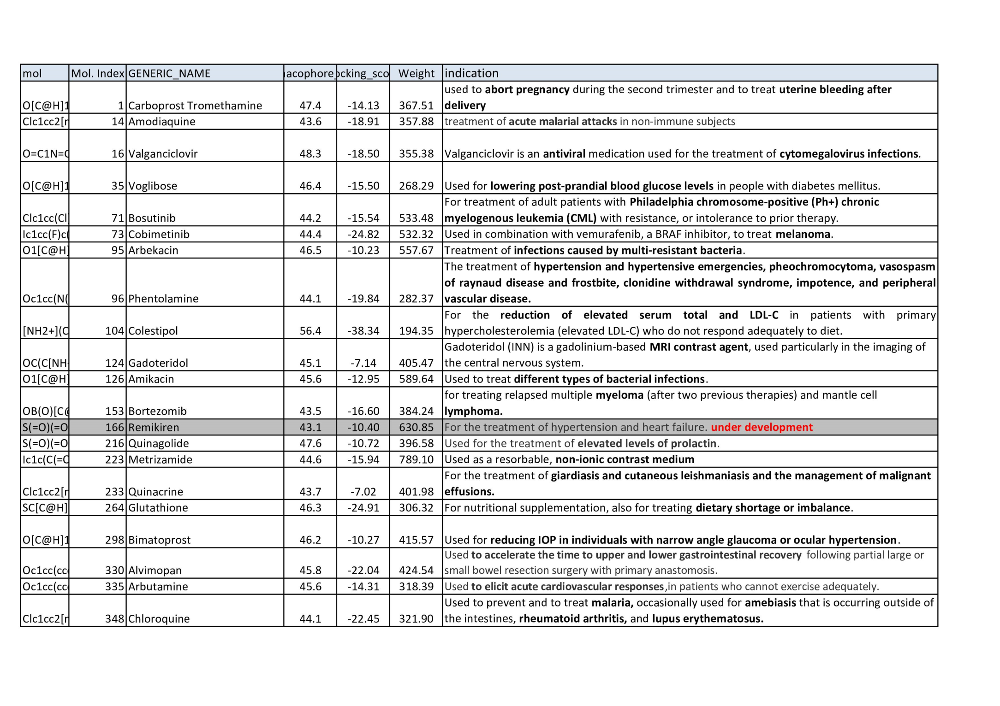 mol Mol. Index GENERIC_NAME acophore_ ocking_sco Weight indication
used to abort pregnancy during the second trimester and to treat uterine bleeding after
O[C@H]1 1 Carboprost Tromethamine 47.4 -14.13 367.51 delivery
Clc1cc2[n 14 Amodiaquine 43.6 -18.91 357.88 treatment of acute malarial attacks in non-immune subjects
O=C1N=C 16 Valganciclovir 48.3 -18.50 355.38 Valganciclovir is an antiviral medication used for the treatment of cytomegalovirus infections.
O[C@H]1 35 Voglibose 46.4 -15.50 268.29 Used for lowering post-prandial blood glucose levels in people with diabetes mellitus.
For treatment of adult patients with Philadelphia chromosome-positive (Ph+) chronic
Clc1cc(Cl 71 Bosutinib 44.2 -15.54 533.48 myelogenous leukemia (CML) with resistance, or intolerance to prior therapy.
Ic1cc(F)c( 73 Cobimetinib 44.4 -24.82 532.32 Used in combination with vemurafenib, a BRAF inhibitor, to treat melanoma.
O1[C@H] 95 Arbekacin 46.5 -10.23 557.67 Treatment of infections caused by multi-resistant bacteria.
The treatment of hypertension and hypertensive emergencies, pheochromocytoma, vasospasm
of raynaud disease and frostbite, clonidine withdrawal syndrome, impotence, and peripheral
Oc1cc(N( 96 Phentolamine 44.1 -19.84 282.37 vascular disease.
For the reduction of elevated serum total and LDL-C in patients with primary
[NH2+](C 104 Colestipol 56.4 -38.34 194.35 hypercholesterolemia (elevated LDL-C) who do not respond adequately to diet.
Gadoteridol (INN) is a gadolinium-based MRI contrast agent, used particularly in the imaging of
OC(C[NH 124 Gadoteridol 45.1 -7.14 405.47 the central nervous system.
O1[C@H] 126 Amikacin 45.6 -12.95 589.64 Used to treat different types of bacterial infections.
for treating relapsed multiple myeloma (after two previous therapies) and mantle cell
OB(O)[C@ 153 Bortezomib 43.5 -16.60 384.24 lymphoma.
S(=O)(=O 166 Remikiren 43.1 -10.40 630.85 For the treatment of hypertension and heart failure. under development
S(=O)(=O 216 Quinagolide 47.6 -10.72 396.58 Used for the treatment of elevated levels of prolactin.
Ic1c(C(=O 223 Metrizamide 44.6 -15.94 789.10 Used as a resorbable, non-ionic contrast medium
For the treatment of giardiasis and cutaneous leishmaniasis and the management of malignant
Clc1cc2[n 233 Quinacrine 43.7 -7.02 401.98 effusions.
SC[C@H] 264 Glutathione 46.3 -24.91 306.32 For nutritional supplementation, also for treating dietary shortage or imbalance.
O[C@H]1 298 Bimatoprost 46.2 -10.27 415.57 Used for reducing IOP in individuals with narrow angle glaucoma or ocular hypertension.
Used to accelerate the time to upper and lower gastrointestinal recovery following partial large or
Oc1cc(cc 330 Alvimopan 45.8 -22.04 424.54 small bowel resection surgery with primary anastomosis.
Oc1cc(cc 335 Arbutamine 45.6 -14.31 318.39 Used to elicit acute cardiovascular responses,in patients who cannot exercise adequately.
Used to prevent and to treat malaria, occasionally used for amebiasis that is occurring outside of
Clc1cc2[n 348 Chloroquine 44.1 -22.45 321.90 the intestines, rheumatoid arthritis, and lupus erythematosus.